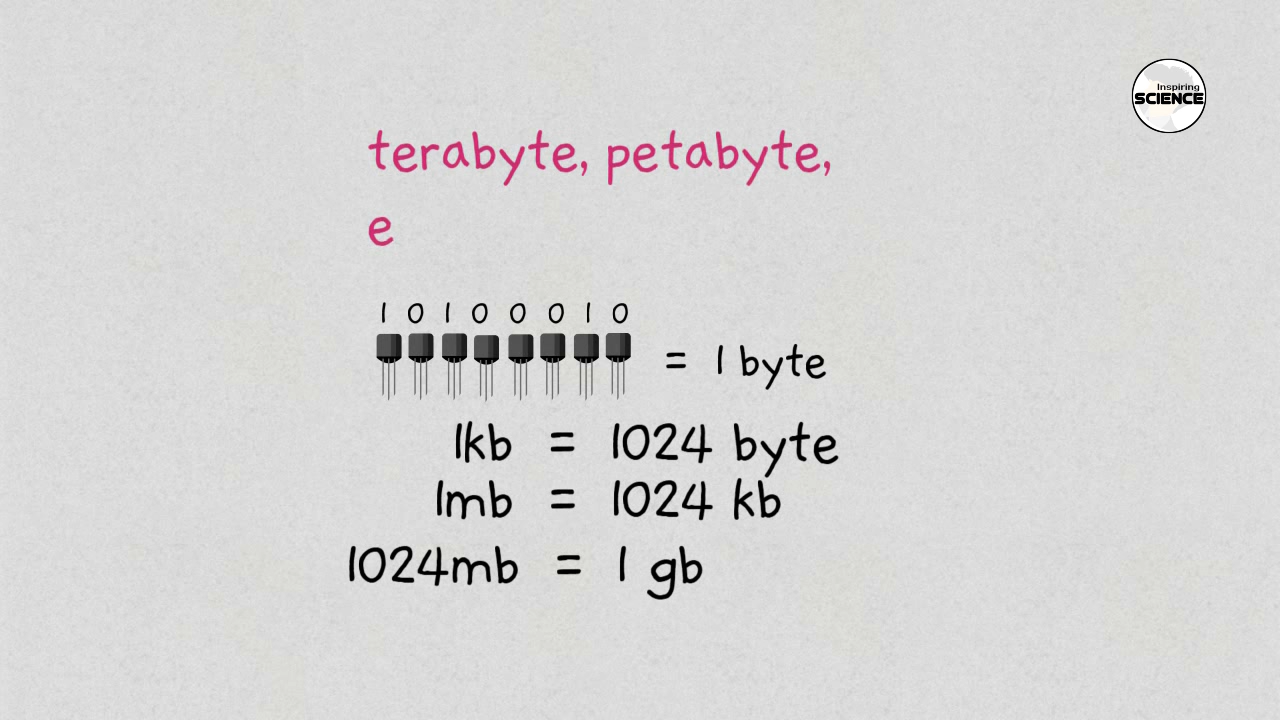 Inspiring
SCIENCE
terabyte, petabyte,
e
1 0 1 0 0 0 1 0
= 1 byte
1kb = 1024 byte
1mb = 1024 kb
1024mb = 1 gb